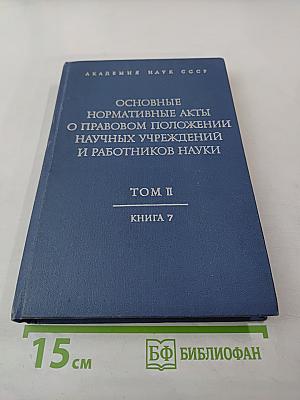 АКАДЕМИЯ НАУК СССР
ОСНОВНЫЕ
НОРМАТИВНЫЕ АКТЫ
О ПРАВОВОМ ПОЛОЖЕНИИ
НАУЧНЫХ УЧРЕЖДЕНИЙ
И РАБОТНИКОВ НАУКИ
ТОМ II
КНИГА 7
15 см
БФ БИБЛИОФАН